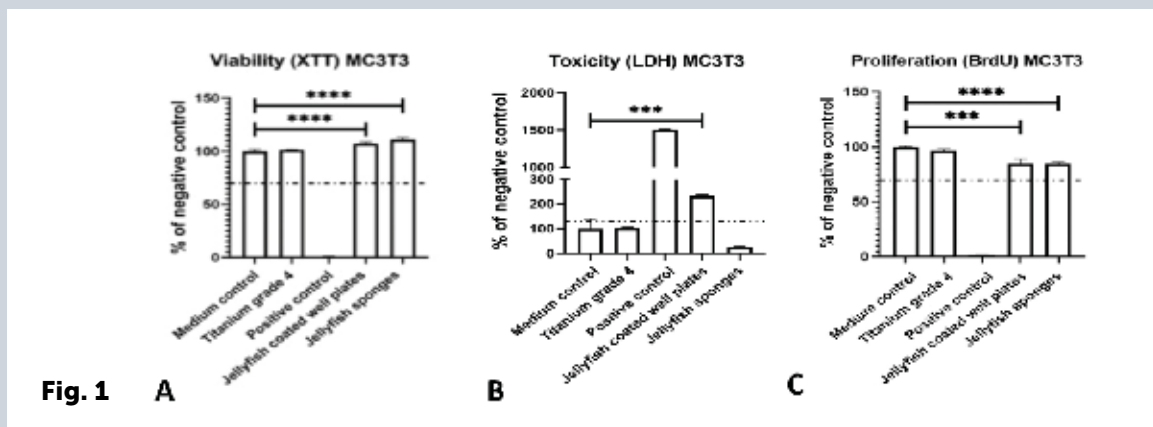 Viability (XTT) MC3T3
% of negative control
150
100
50
0
****
****
Medium control
Titanium grade 4
Positive control
Jellyfish coated well plates
Jellyfish sponges
Toxicity (LDH) MC3T3
% of negative control
2000
1500
1000
300
200
100
0
***
Medium control
Titanium grade 4
Positive control
Jellyfish coated well plates
Jellyfish sponges
Proliferation (BrdU) MC3T3
% of negative control
150
100
50
0
****
***
Medium control
Titanium grade 4
Positive control
Jellyfish coated well plates
Jellyfish sponges
Fig. 1
A
B
C